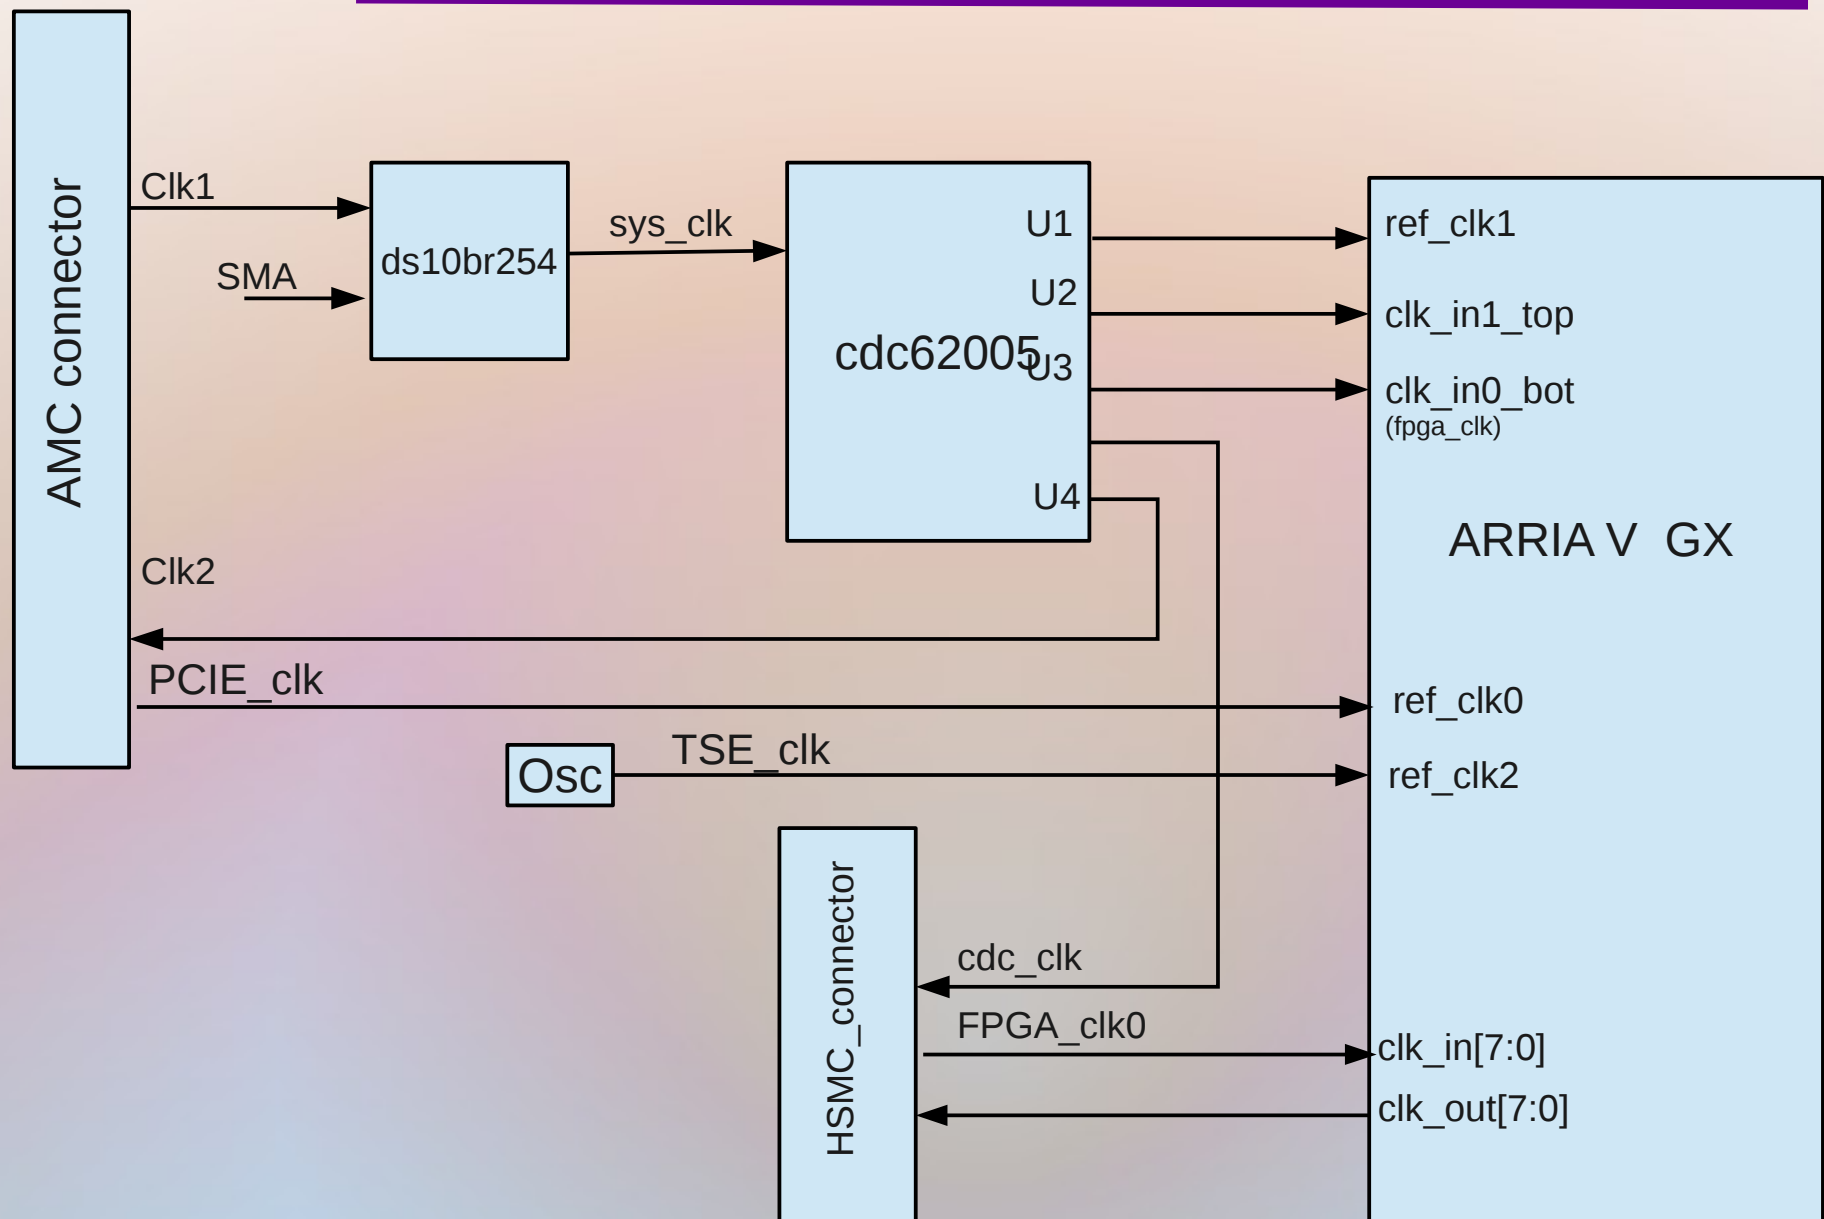 AMC connector
Clk1
SMA
ds10br254
sys_clk
cdc62005
U1
U2
U3
U4
ref_clk1
clk_in1_top
clk_in0_bot
(fpga_clk)
ARRIA V  GX
Clk2
PCIE_clk
ref_clk0
Osc
TSE_clk
ref_clk2
HSMC_connector
cdc_clk
FPGA_clk0
clk_in[7:0]
clk_out[7:0]